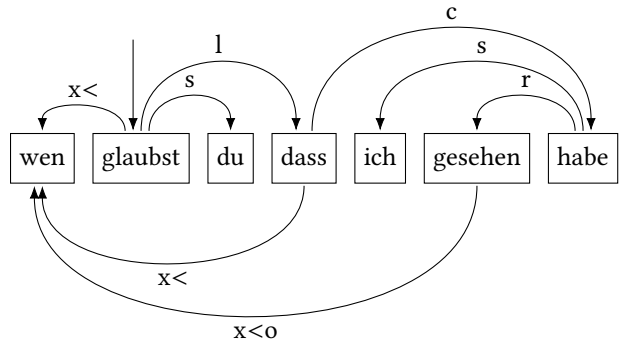 c
l
s
x<
s
r
wen glaubst du dass ich gesehen habe
x<
x<o